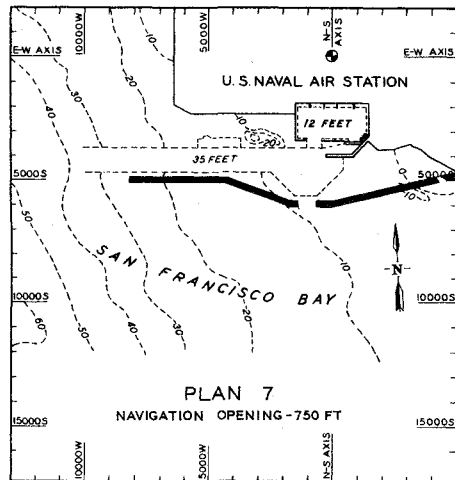 10000W
5000W
N-S AXIS
E-W AXIS
E-W AXIS
U.S. NAVAL AIR STATION
10
20
30
40
10
20
12 FEET
35 FEET
5000S
5000S
10
SAN FRANCISCO BAY
N
10
10000S
10000S
60
50
40
30
20
10
PLAN 7
NAVIGATION OPENING-750 FT
15000S
15000S
10000W
5000W
N-S AXIS